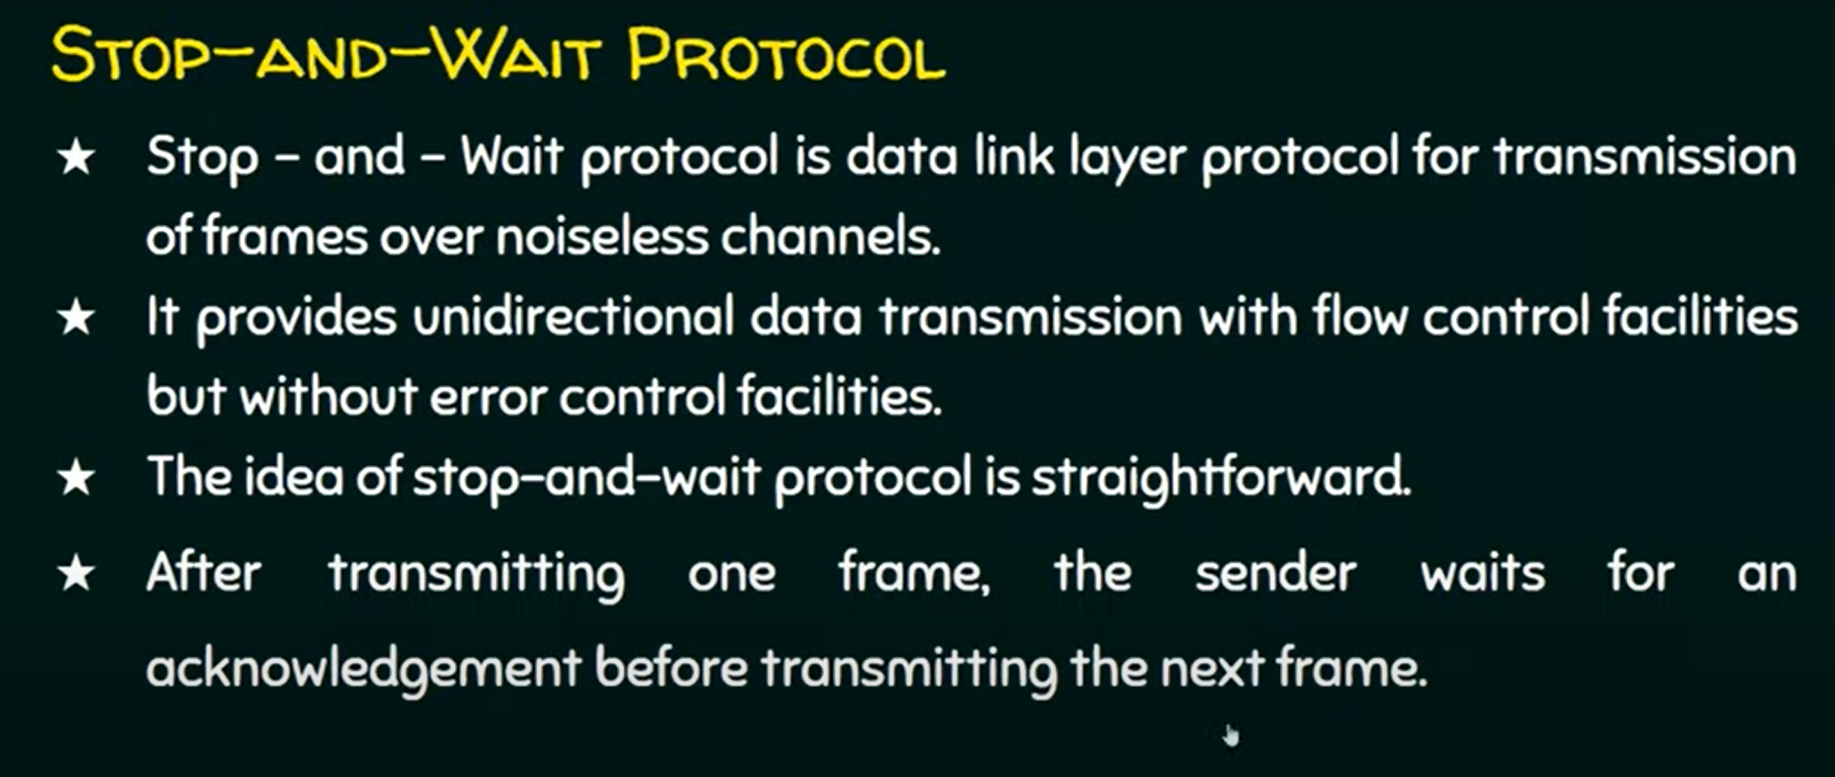 STOP-AND-WAIT PROTOCOL
★ Stop – and – Wait protocol is data link layer protocol for transmission
of frames over noiseless channels.
★ It provides unidirectional data transmission with flow control facilities
but without error control facilities.
★ The idea of stop-and-wait protocol is straightforward.
★ After transmitting one frame, the sender waits for an
acknowledgement before transmitting the next frame.